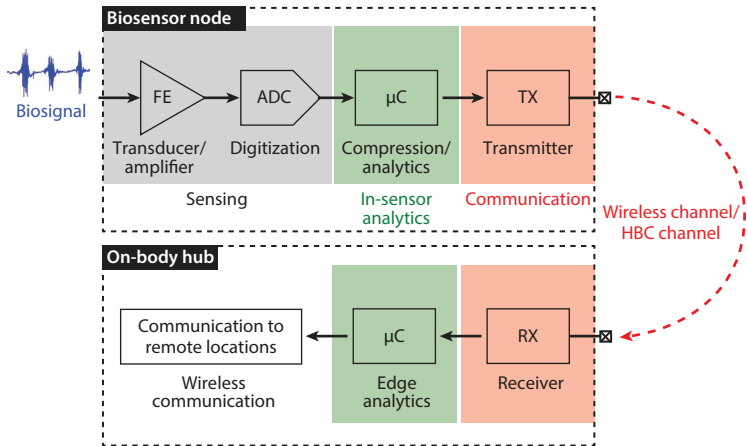 Biosensor node
Biosignal
FE
ADC
µC
TX
Transducer/
amplifier
Digitization
Compression/
analytics
Transmitter
Sensing
In-sensor
analytics
Communication
Wireless channel/
HBC channel
On-body hub
Communication to
remote locations
µC
RX
Wireless
communication
Edge
analytics
Receiver